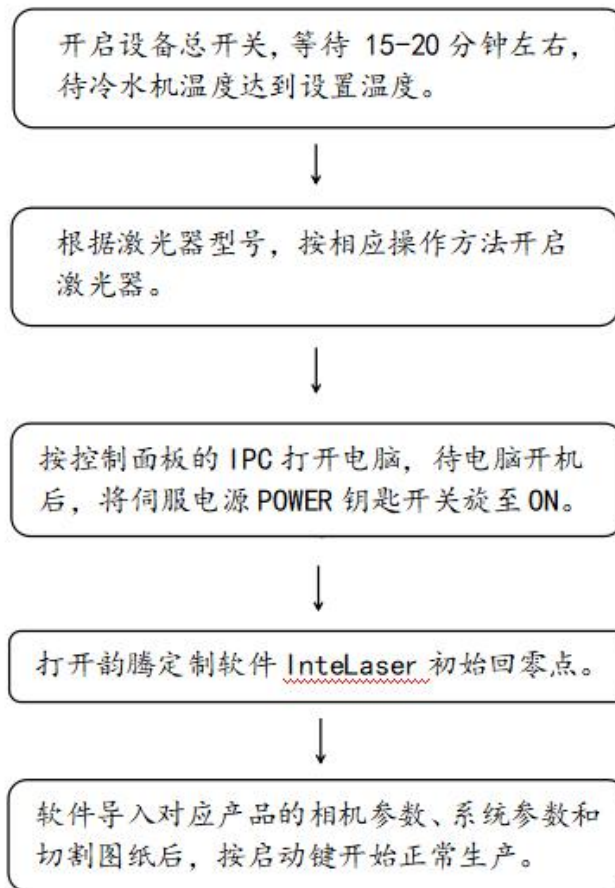 开启设备总开关，等待 15-20 分钟左右，
待冷水机温度达到设置温度。
根据激光器型号，按相应操作方法开启
激光器。
按控制面板的 IPC 打开电脑，待电脑开机
后，将伺服电源 POWER 钥匙开关旋至 ON。
打开韵腾定制软件 InteLaser 初始回零点。
软件导入对应产品的相机参数、系统参数和
切割图纸后，按启动键开始正常生产。